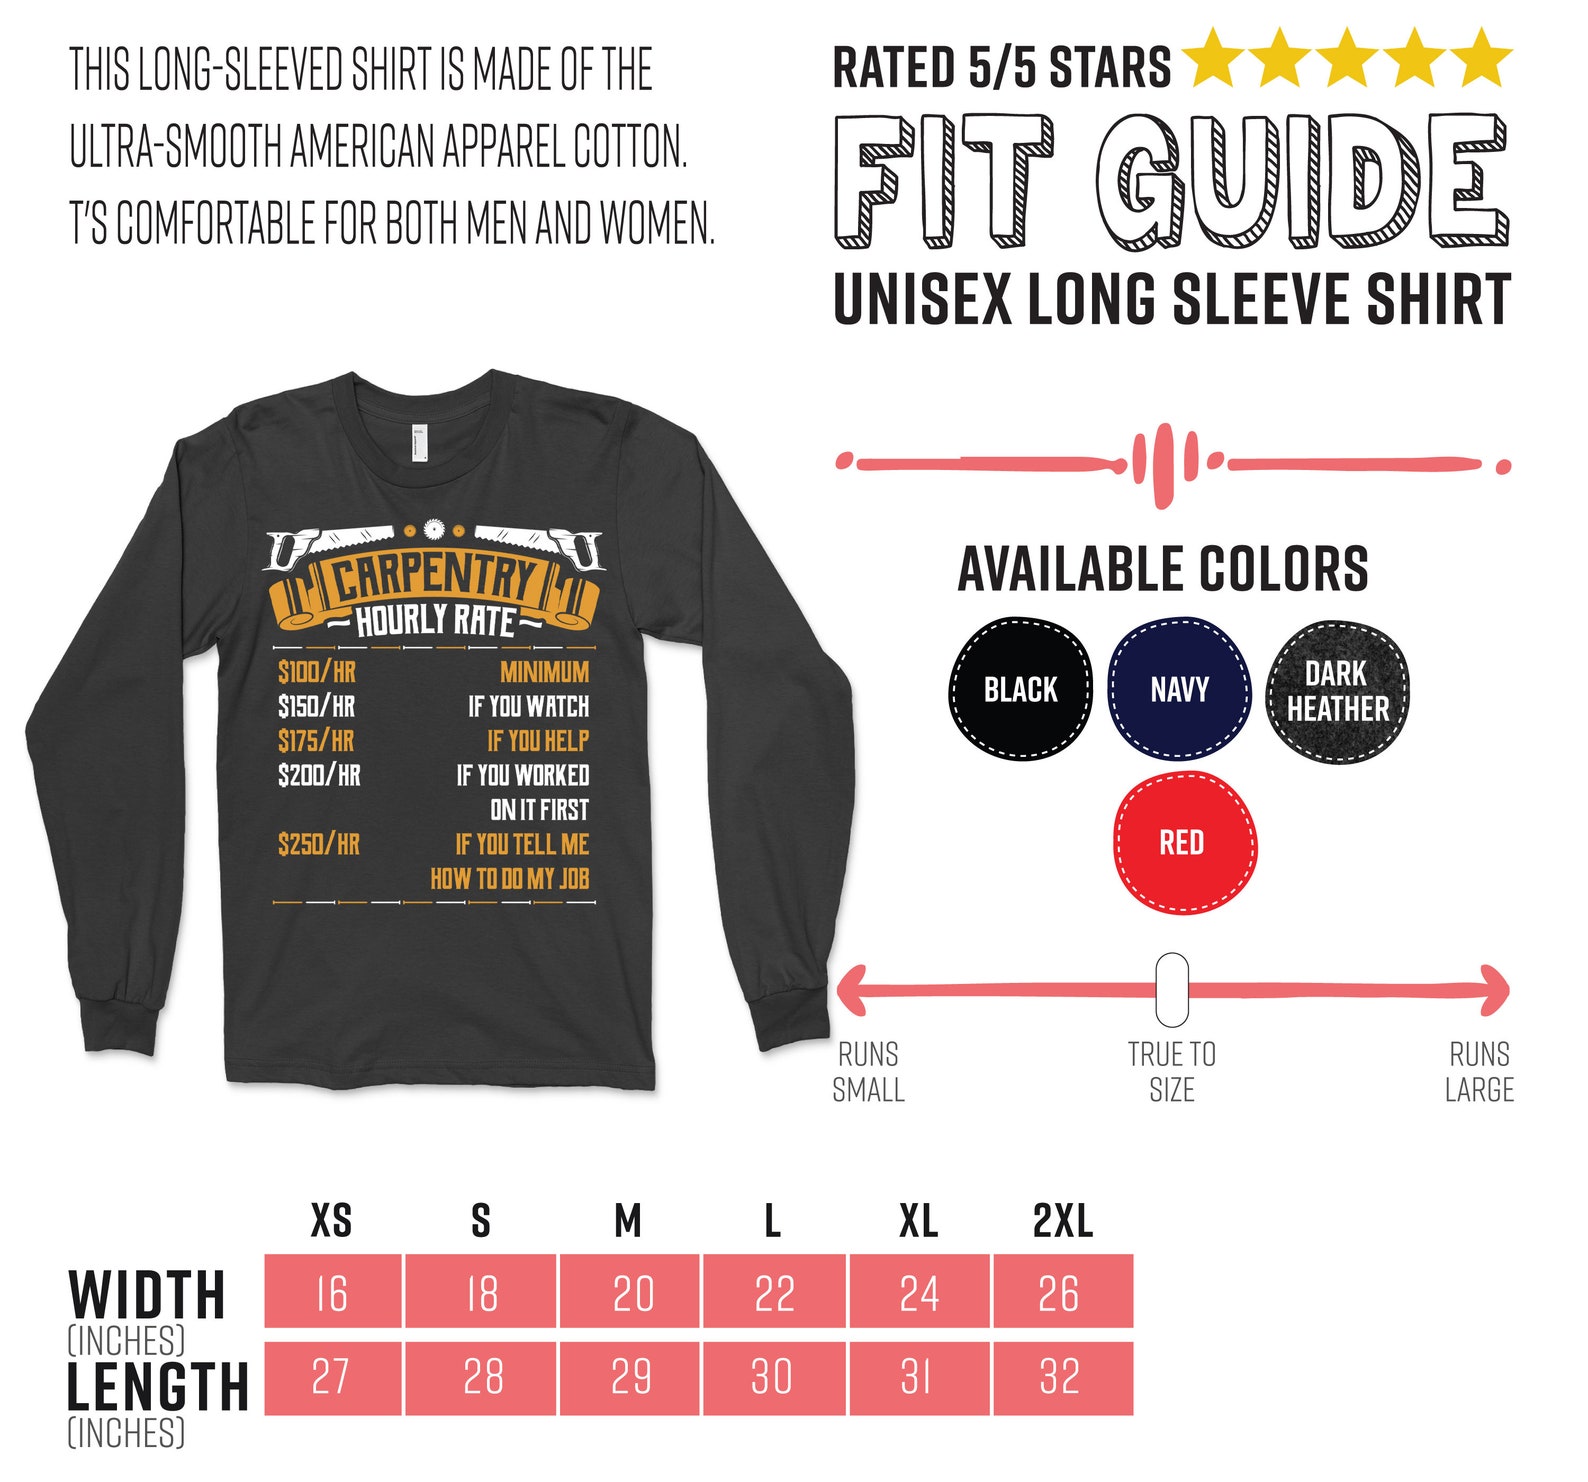 THIS LONG-SLEEVED SHIRT IS MADE OF THE
ULTRA-SMOOTH AMERICAN APPAREL COTTON.
T'S COMFORTABLE FOR BOTH MEN AND WOMEN.
RATED 5/5 STARS
FIT GUIDE
UNISEX LONG SLEEVE SHIRT
CARPENTRY
~HOURLY RATE~
$100/HR MINIMUM
$150/HR IF YOU WATCH
$175/HR IF YOU HELP
$200/HR IF YOU WORKED
ON IT FIRST
$250/HR IF YOU TELL ME
HOW TO DO MY JOB
AVAILABLE COLORS
BLACK
NAVY
DARK
HEATHER
RED
RUNS
SMALL
TRUE TO
SIZE
RUNS
LARGE
XS S M L XL 2XL
WIDTH 16 18 20 22 24 26
(INCHES)
LENGTH 27 28 29 30 31 32
(INCHES)